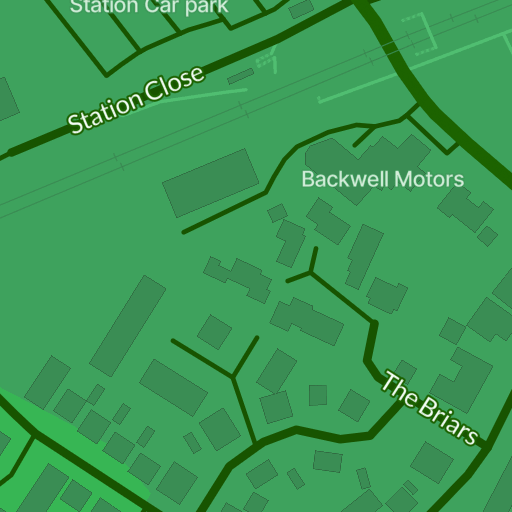 Station Car park
Station Close
Backwell Motors
The Briars